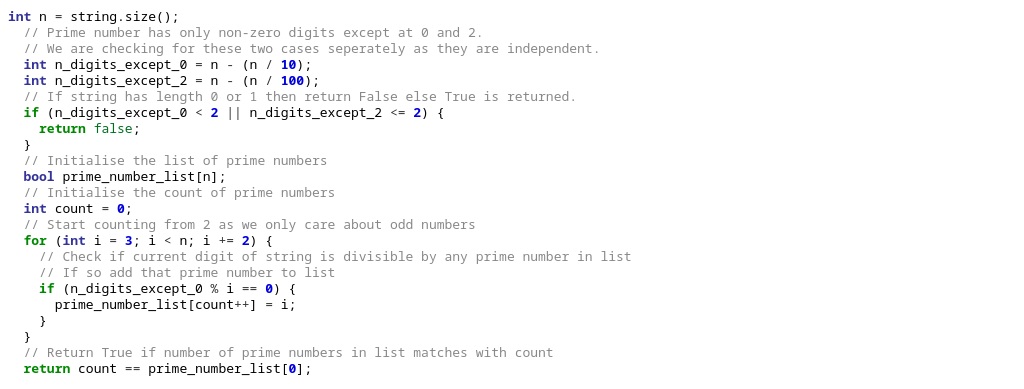 int n = string.size();
  // Prime number has only non-zero digits except at 0 and 2.
  // We are checking for these two cases seperately as they are independent.
  int n_digits_except_0 = n - (n / 10);
  int n_digits_except_2 = n - (n / 100);
  // If string has length 0 or 1 then return False else True is returned.
  if (n_digits_except_0 < 2 || n_digits_except_2 <= 2) {
    return false;
  }
  // Initialise the list of prime numbers
  bool prime_number_list[n];
  // Initialise the count of prime numbers
  int count = 0;
  // Start counting from 2 as we only care about odd numbers
  for (int i = 3; i < n; i += 2) {
    // Check if current digit of string is divisible by any prime number in list
    // If so add that prime number to list
    if (n_digits_except_0 % i == 0) {
      prime_number_list[count++] = i;
    }
  }
  // Return True if number of prime numbers in list matches with count
  return count == prime_number_list[0];